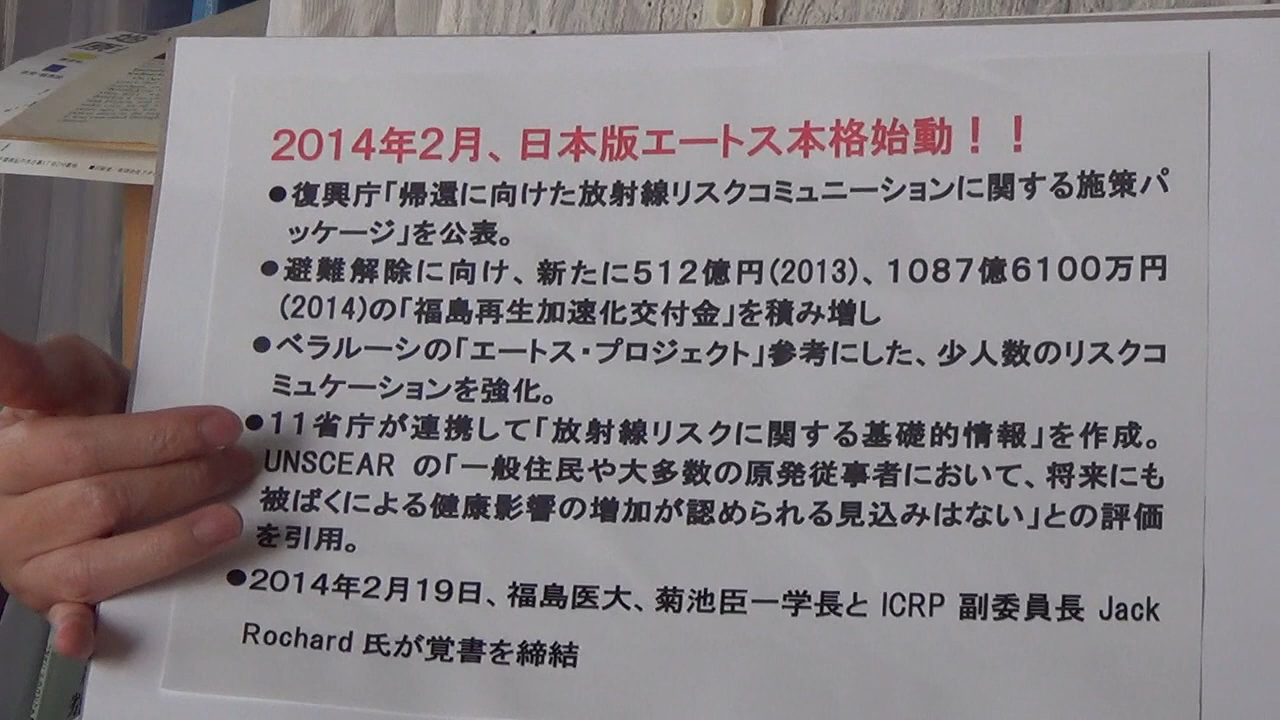 2014年2月、日本版エートス本格始動！！
●復興庁「帰還に向けた放射線リスクコミュニーションに関する施策パ
ッケージ」を公表。
●避難解除に向け、新たに512億円(2013)、1087億6100万円
(2014)の「福島再生加速化交付金」を積み増し
●ベラルーシの「エートス・プロジェクト」参考にした、少人数のリスクコ
ミュケーションを強化。
●11省庁が連携して「放射線リスクに関する基礎的情報」を作成。
UNSCEAR の「一般住民や大多数の原発従事者において、将来にも
被ばくによる健康影響の増加が認められる見込みはない」との評価
を引用。
●2014年2月19日、福島医大、菊池臣一学長と ICRP 副委員長 Jack
Rochard 氏が覚書を締結